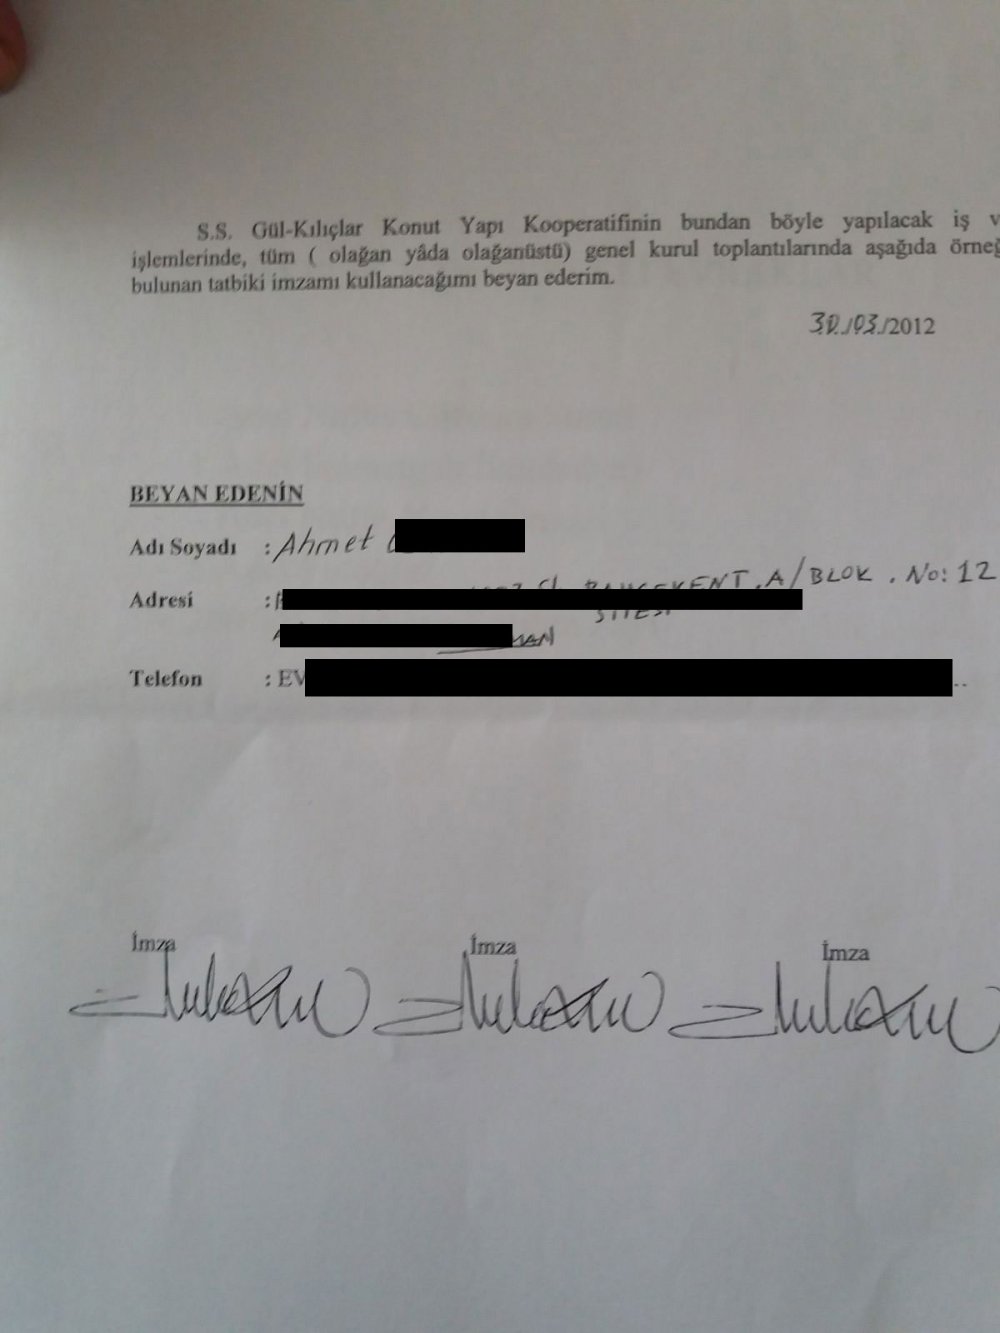 S.S. Gül-Kılıçlar Konut Yapı Kooperatifinin bundan böyle yapılacak iş v
işlemlerinde, tüm ( olağan yâda olağanüstü) genel kurul toplantılarında aşağıda örneğ
bulunan tatbiki imzamı kullanacağımı beyan ederim.
30./03./2012
BEYAN EDENİN
Adı Soyadı : Ahmet
Adresi : A/BLOK . No: 12
SİTESİ
Telefon : EV
İmza İmza İmza